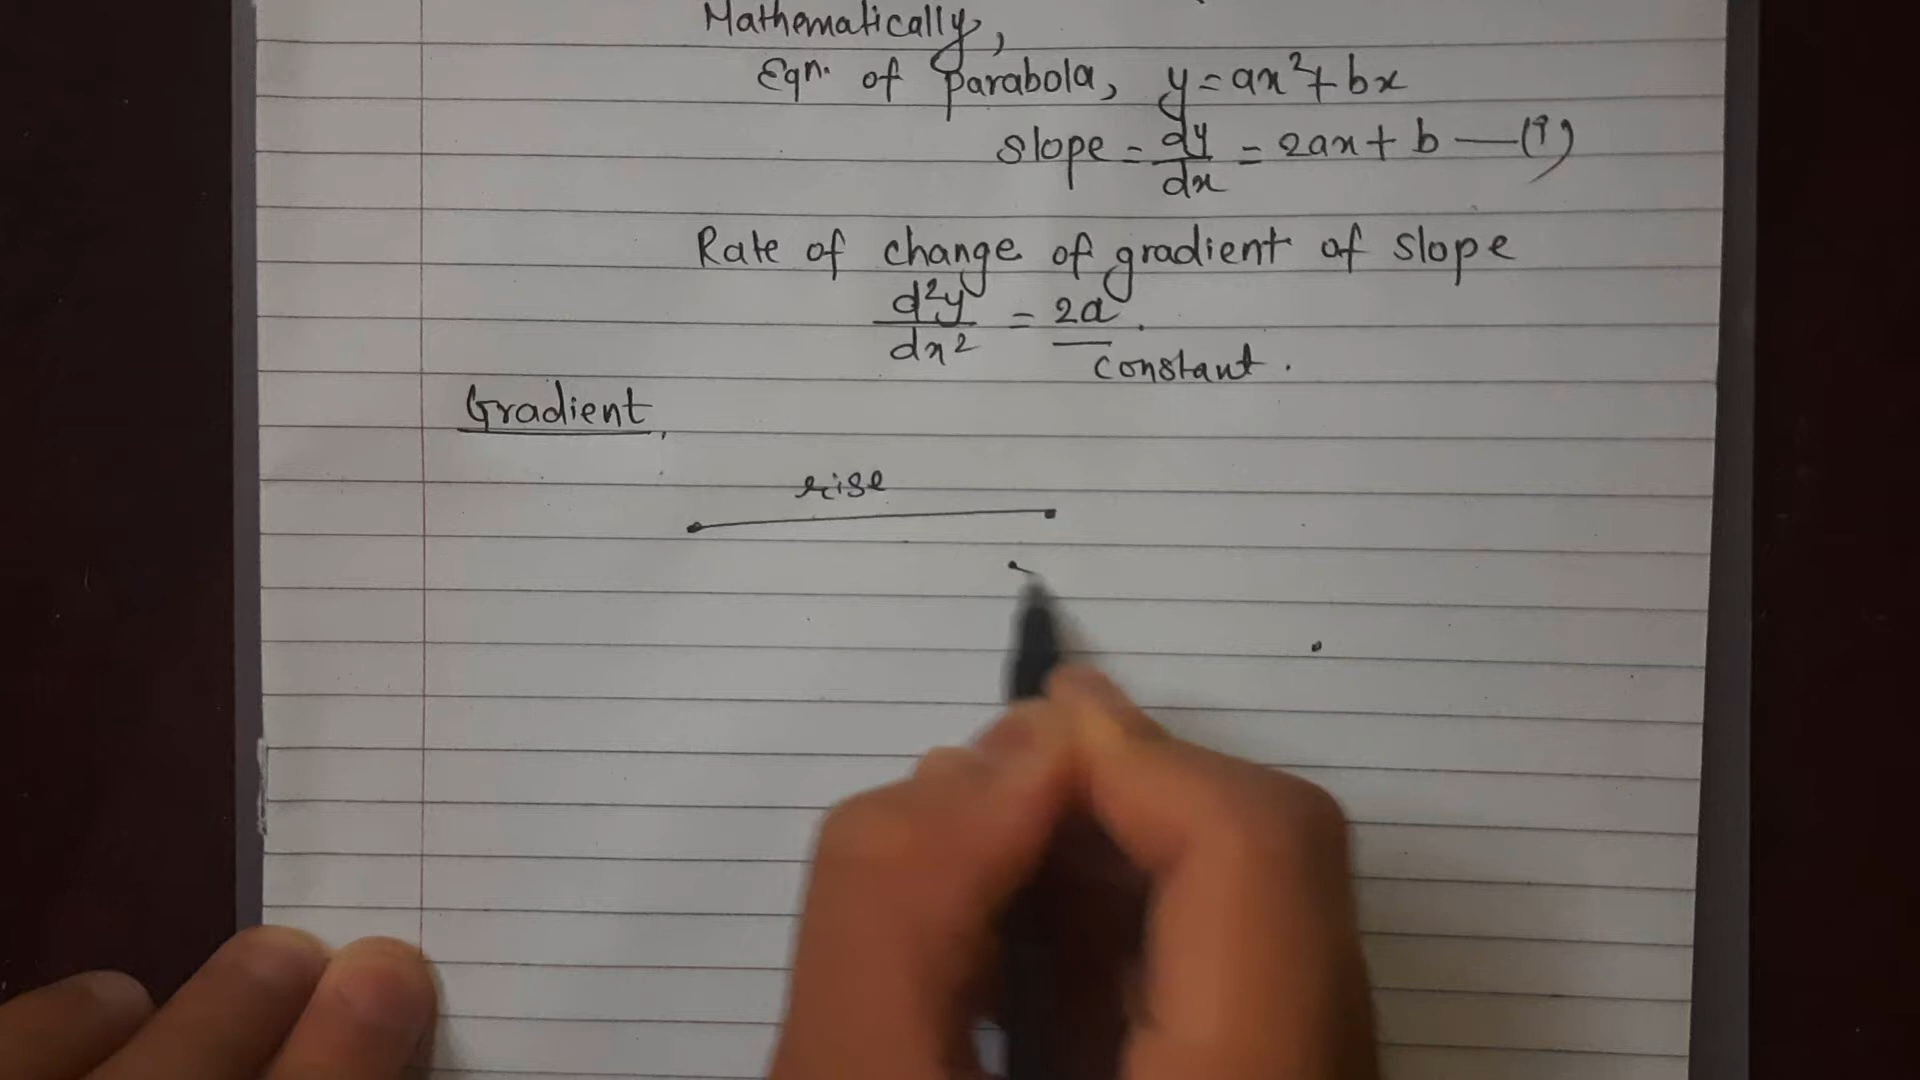 Mathematically,
Eqn. of parabola, y = ax² + bx
slope = dy/dx = 2ax + b — (i)
Rate of change of gradient of slope
d²y/dx² = 2a.
constant.
Gradient,
rise